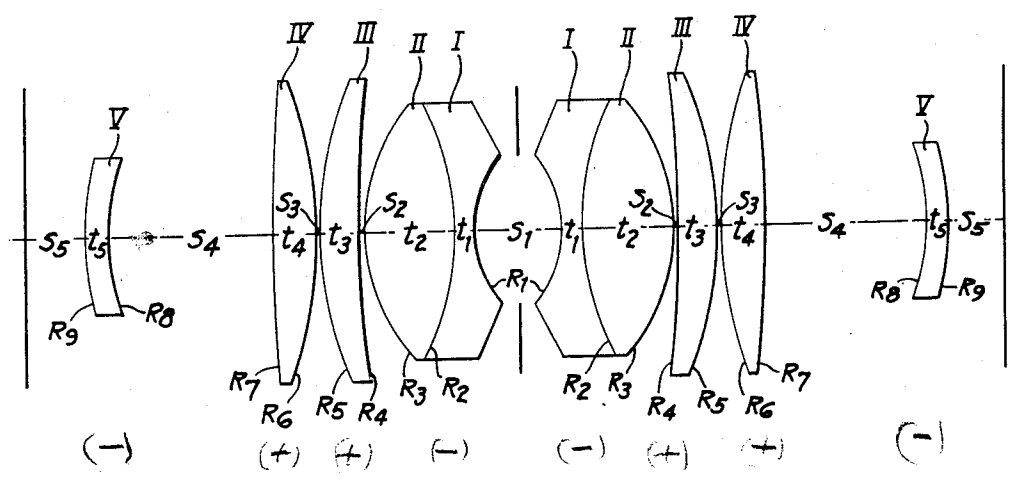 IV III II I I II III IV
V V
S3 S2 S2 S3
S5 t5 S4 t4 t3 t2 t1 S1 t1 t2 t3 t4 S4 t5 S5
R1
R9 R8 R8 R9
R7 R6 R5 R4 R3 R2 R2 R3 R4 R5 R6 R7
(-) (+) (+) (-) (-) (+) (+) (-)